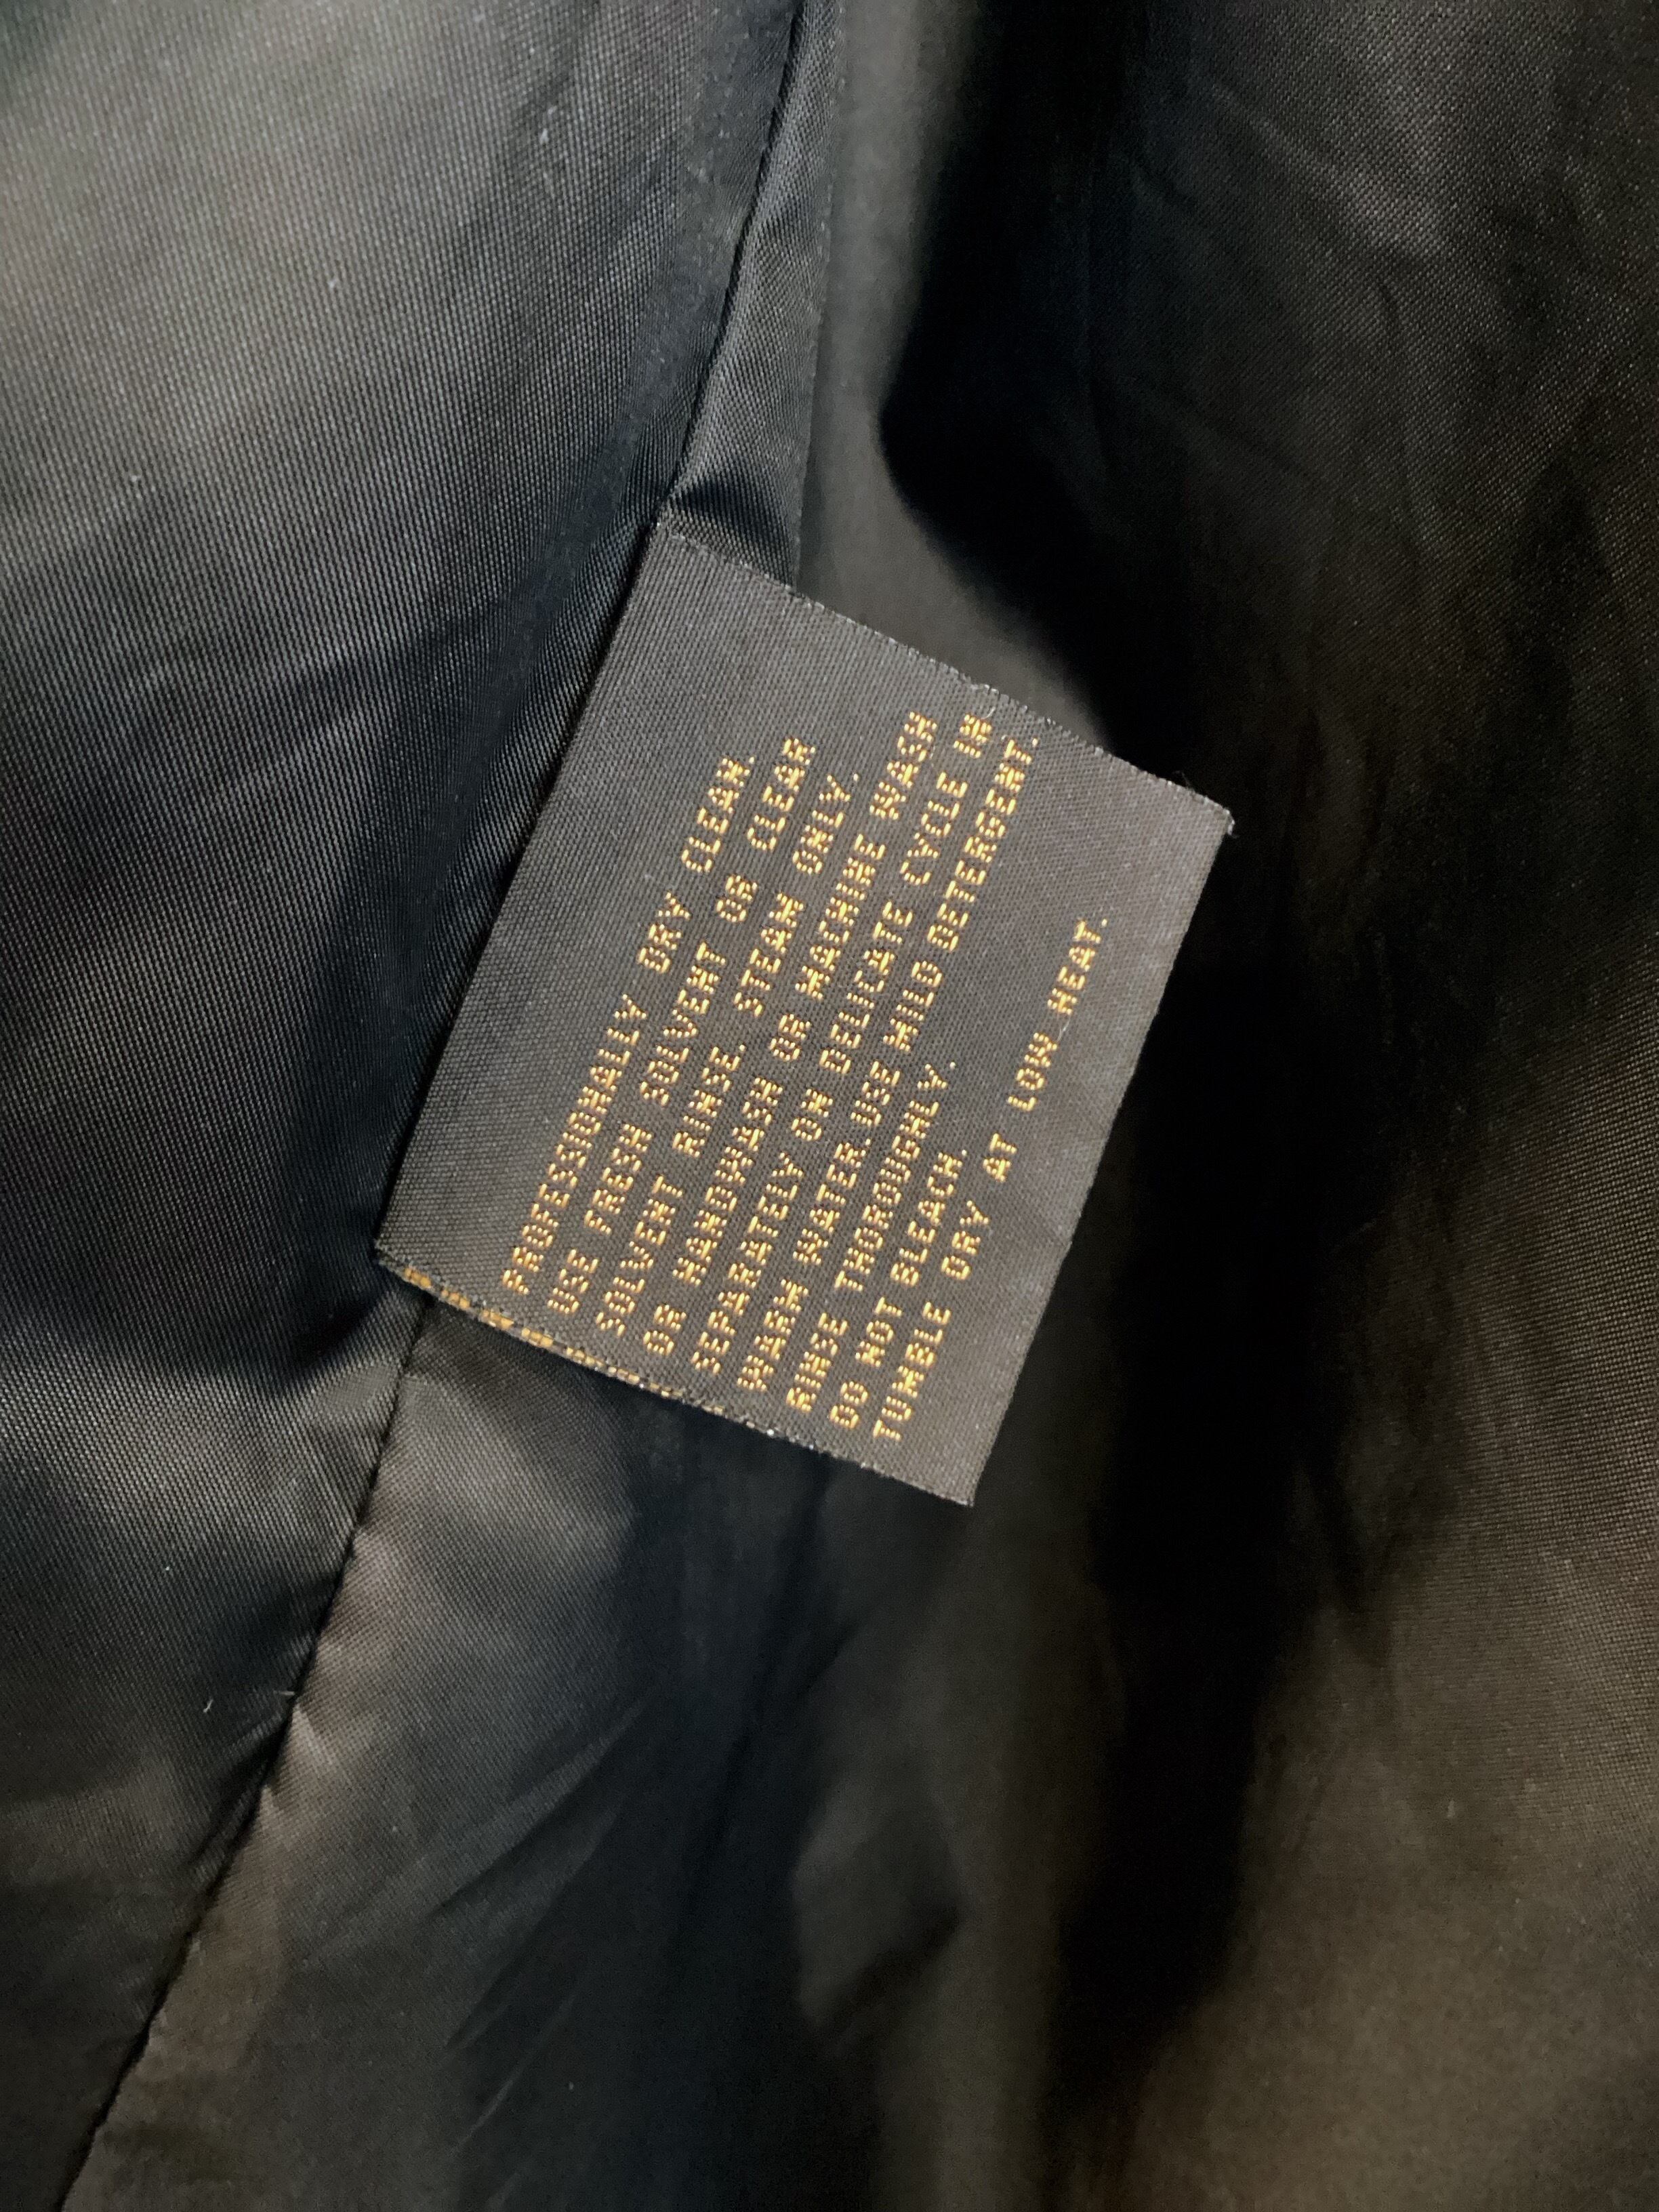 PROFESSIONALLY DRY CLEAN.
USE FRESH SOLVENT OR CLEAR
SOLVENT RINSE. STEAM ONLY.
OR HANDWASH OR MACHINE WASH
SEPARATELY ON DELICATE CYCLE IN
WARM WATER.USE MILD DETERGENT.
RINSE THOROUGHLY.
DO NOT BLEACH.
TUMBLE DRY AT LOW HEAT.